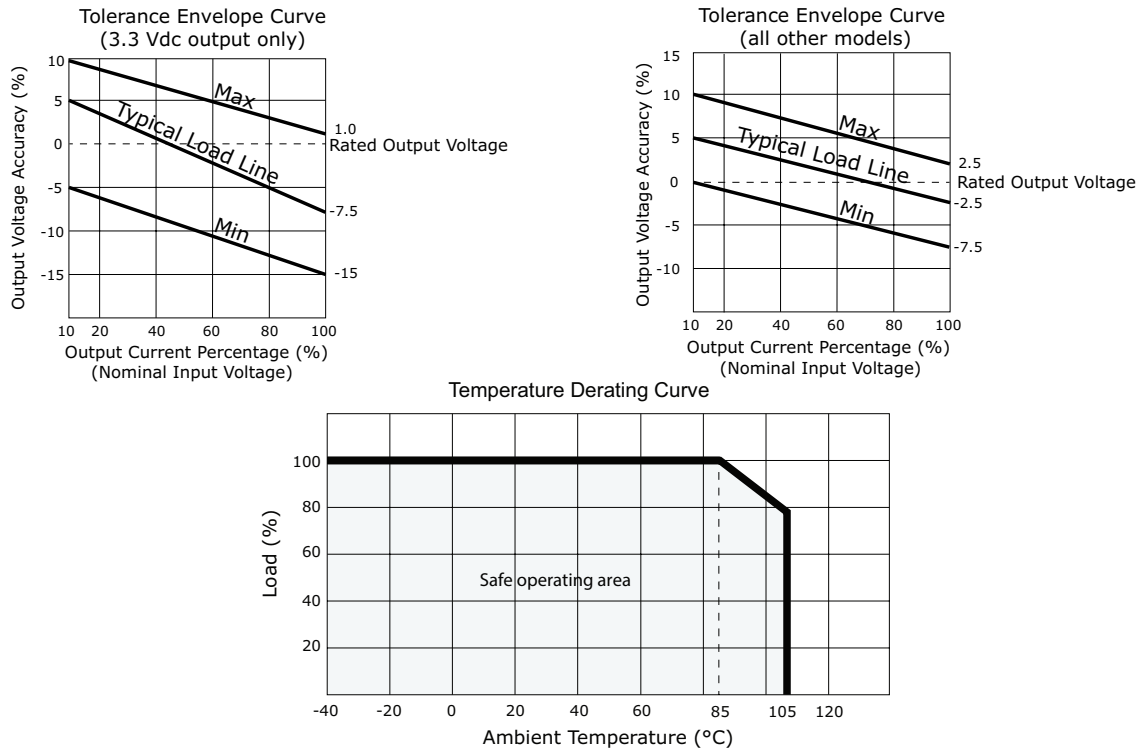 Tolerance Envelope Curve
(3.3 Vdc output only)
Output Voltage Accuracy (%)
10
5
0
-5
-10
-15
Max
Typical Load Line
Min
1.0
Rated Output Voltage
-7.5
-15
10 20 40 60 80 100
Output Current Percentage (%)
(Nominal Input Voltage)
Tolerance Envelope Curve
(all other models)
Output Voltage Accuracy (%)
15
10
5
0
-5
-10
Max
Typical Load Line
Min
2.5
Rated Output Voltage
-2.5
-7.5
10 20 40 60 80 100
Output Current Percentage (%)
(Nominal Input Voltage)
Temperature Derating Curve
Load (%)
100
80
60
40
20
Safe operating area
-40 -20 0 20 40 60 85 105 120
Ambient Temperature (°C)